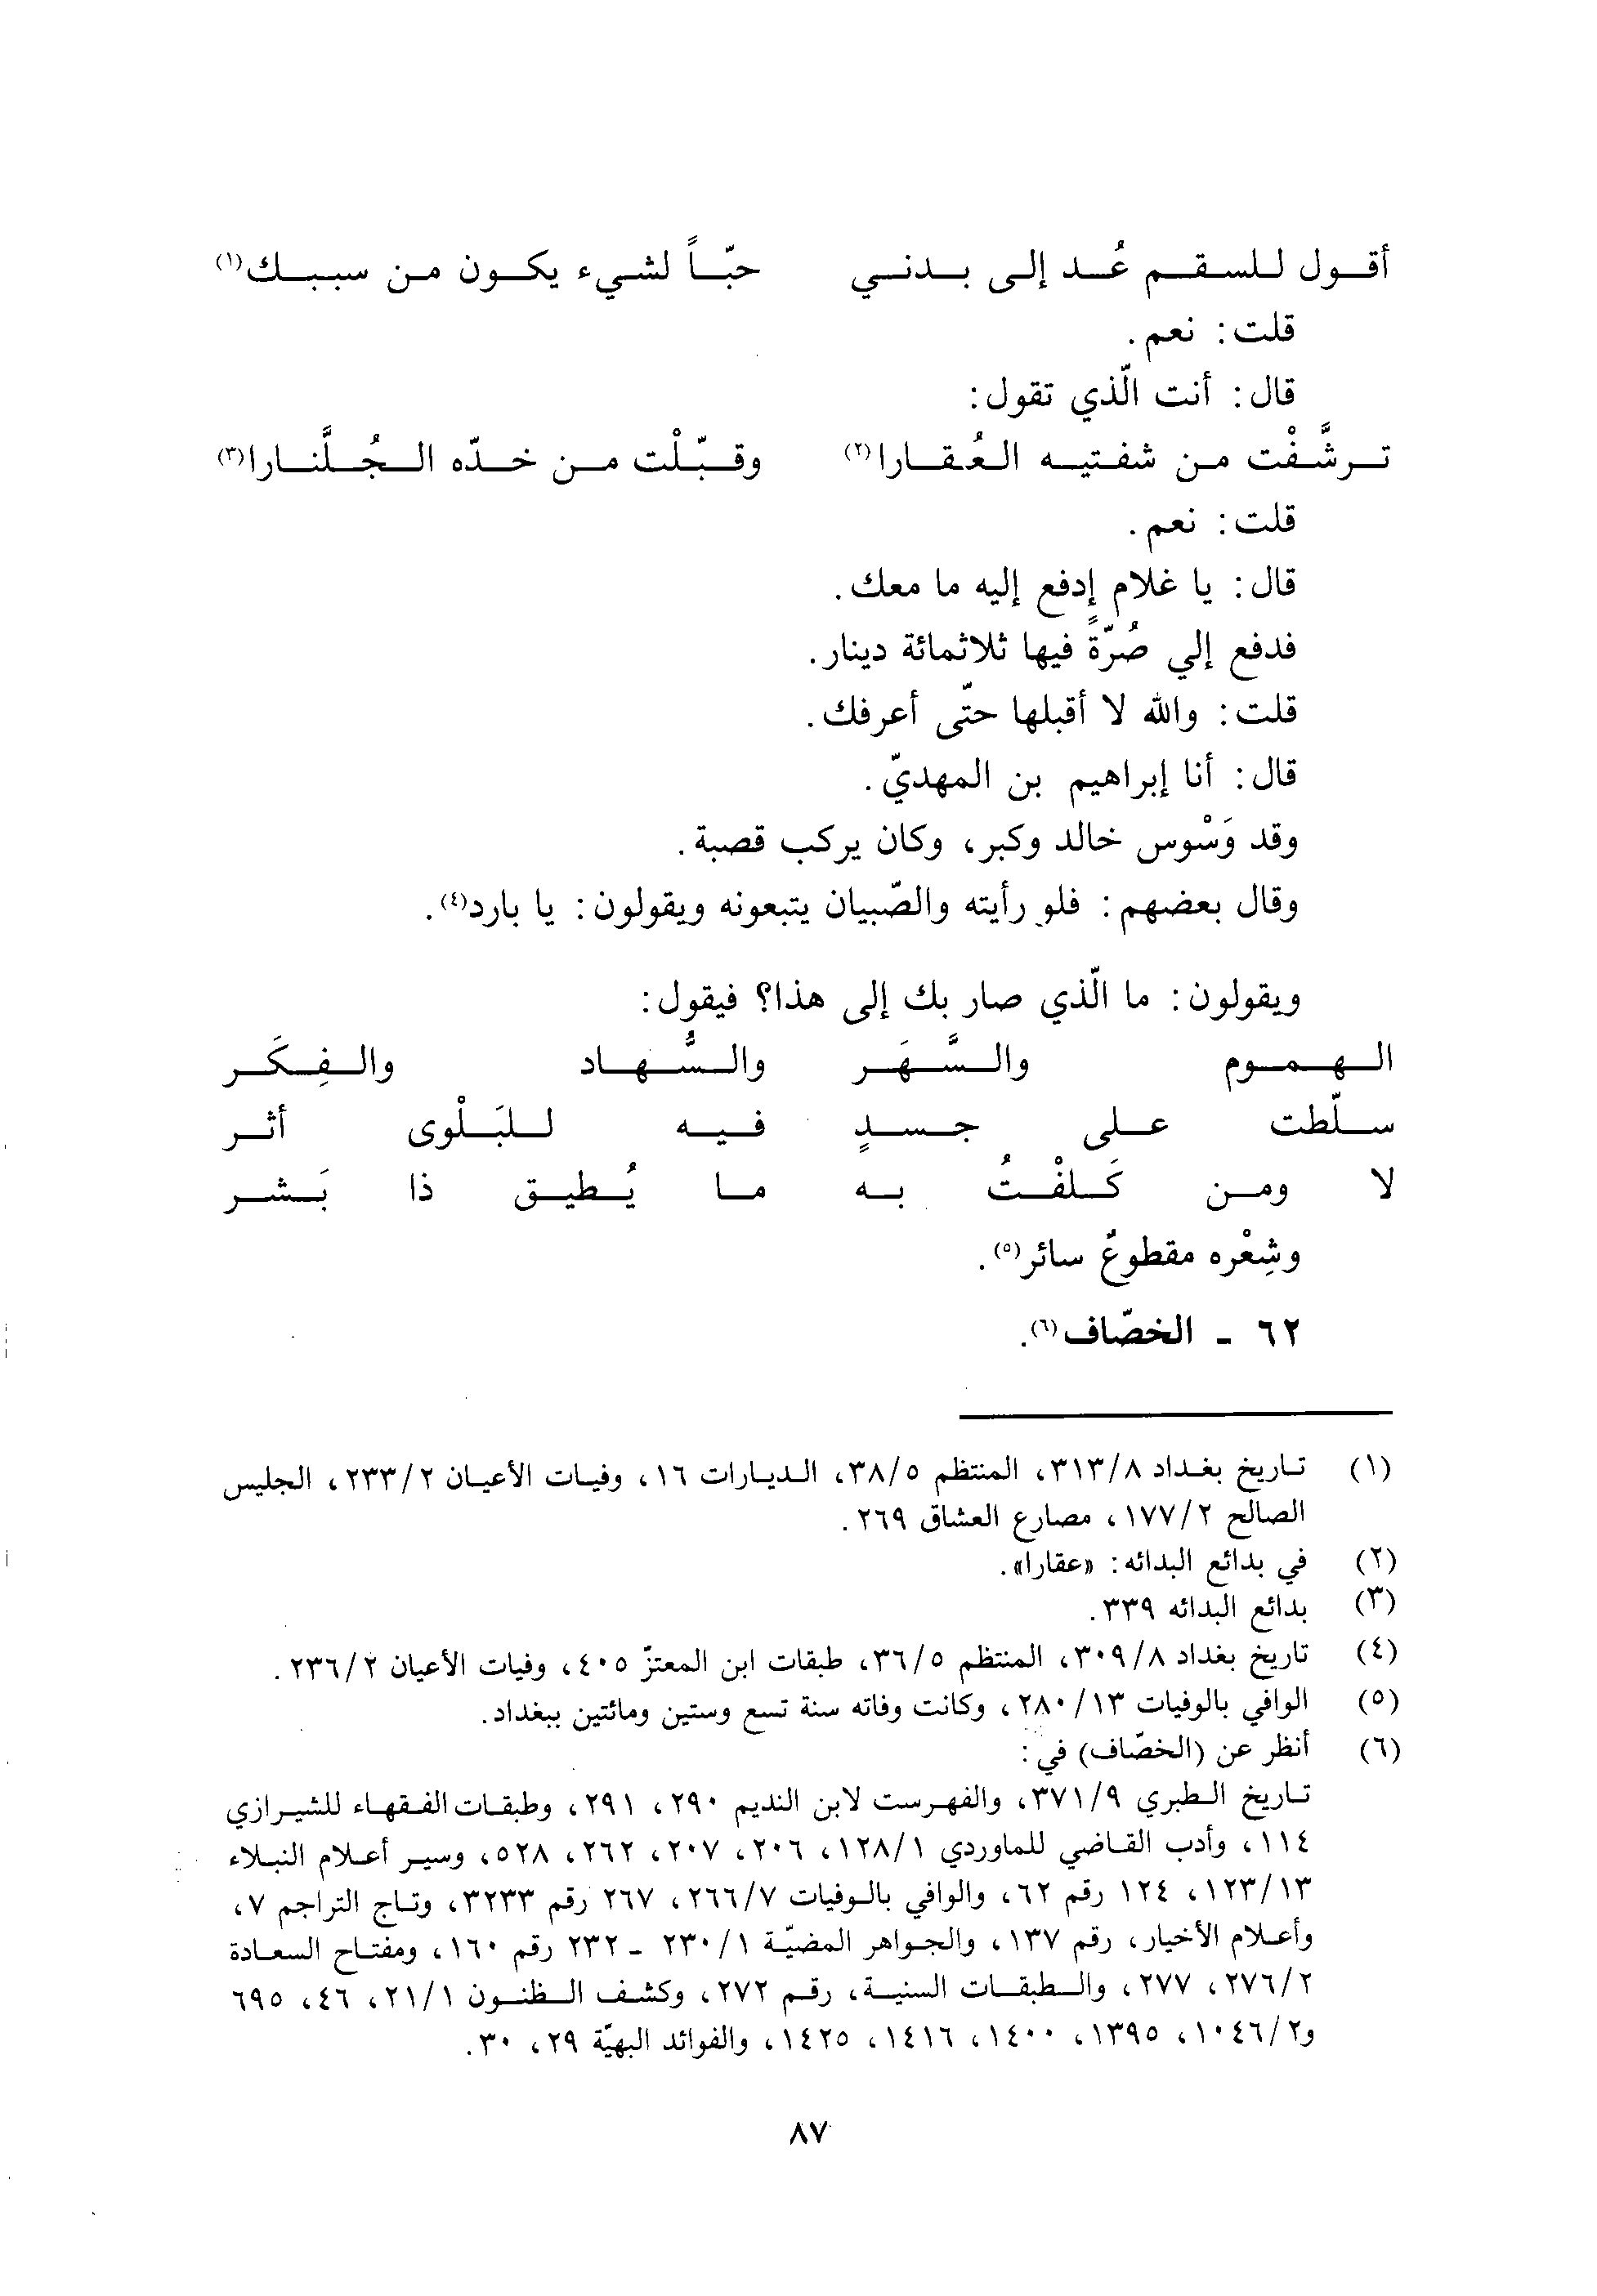 أقول للسقم عُد إلى بدني حبّاً لشيء يكون من سببك(١)
قلت: نعم.
قال: أنت الّذي تقول:
ترشَّفْت من شفتيه العُقارا(٢) وقبّلْت من خدّه الجُلَّنارا(٣)
قلت: نعم.
قال: يا غلام إدفع إليه ما معك.
فدفع إلي صُرّةً فيها ثلاثمائة دينار.
قلت: والله لا أقبلها حتّى أعرفك.
قال: أنا إبراهيم بن المهديّ.
وقد وَسْوس خالد وكبر، وكان يركب قصبة.
وقال بعضهم: فلو رأيته والصّبيان يتبعونه ويقولون: يا بارد(٤).
ويقولون: ما الّذي صار بك إلى هذا؟ فيقول:
الهموم والسَّهَر والسُّهاد والفِكَر
سلّطت على جسدٍ فيه للبَلْوى أثر
لا ومن كَلفْتُ به ما يُطيق ذا بَشر
وشِعْره مقطوعٌ سائر(٥).
٦٢ - الخصّاف(٦).
(١) تاريخ بغداد ٣١٣/٨، المنتظم ٣٨/٥، الديارات ١٦، وفيات الأعيان ٢٣٣/٢، الجليس
الصالح ١٧٧/٢، مصارع العشاق ٢٦٩.
(٢) في بدائع البدائه: «عقارا».
(٣) بدائع البدائه ٣٣٩.
(٤) تاريخ بغداد ٣٠٩/٨، المنتظم ٣٦/٥، طبقات ابن المعتزّ ٤٠٥، وفيات الأعيان ٢٣٦/٢.
(٥) الوافي بالوفيات ٢٨٠/١٣، وكانت وفاته سنة تسع وستين ومائتين ببغداد.
(٦) أنظر عن (الخصّاف) في:
تاريخ الطبري ٣٧١/٩، والفهرست لابن النديم ٢٩٠، ٢٩١، وطبقات الفقهاء للشيرازي
١١٤، وأدب القاضي للماوردي ١٢٨/١، ٢٠٦، ٢٠٧، ٢٦٢، ٥٢٨، وسير أعلام النبلاء
١٢٣/١٣، ١٢٤ رقم ٦٢، والوافي بالوفيات ٢٦٦/٧، ٢٦٧ رقم ٣٢٣٣، وتاج التراجم ٧،
وأعلام الأخيار، رقم ١٣٧، والجواهر المضيّة ٢٣٠/١ - ٢٣٢ رقم ١٦٠، ومفتاح السعادة
٢٧٦/٢، ٢٧٧، والطبقات السنية، رقم ٢٧٢، وكشف الظنون ٢١/١، ٤٦، ٦٩٥
و١٠٤٦/٢، ١٣٩٥، ١٤٠٠، ١٤١٦، ١٤٢٥، والفوائد البهيّة ٢٩، ٣٠.
٨٧